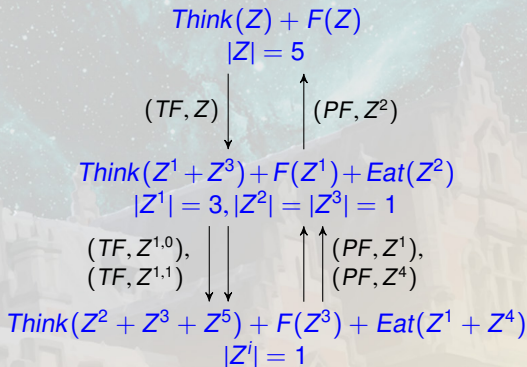 Think(Z) + F(Z)
|Z| = 5
(TF, Z) (PF, Z²)
Think(Z¹ + Z³) + F(Z¹) + Eat(Z²)
|Z¹| = 3, |Z²| = |Z³| = 1
(TF, Z¹,⁰), (PF, Z¹),
(TF, Z¹,¹) (PF, Z⁴)
Think(Z² + Z³ + Z⁵) + F(Z³) + Eat(Z¹ + Z⁴)
|Zⁱ| = 1